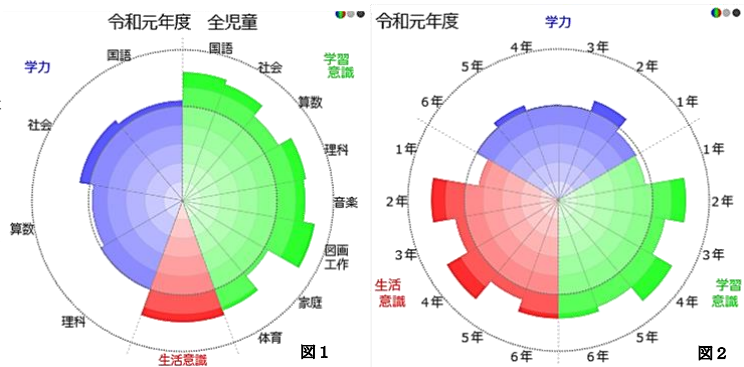 令和元年度 全児童
国語
国語
学力
学習
意識
社会
社会
算数
理科
音楽
算数
図画
工作
家庭
理科
体育
生活意識
図1
令和元年度
学力
4年
3年
5年
2年
6年
1年
1年
1年
2年
2年
3年
3年
生活
意識
4年
4年
学習
意識
5年
5年
6年
6年
図2